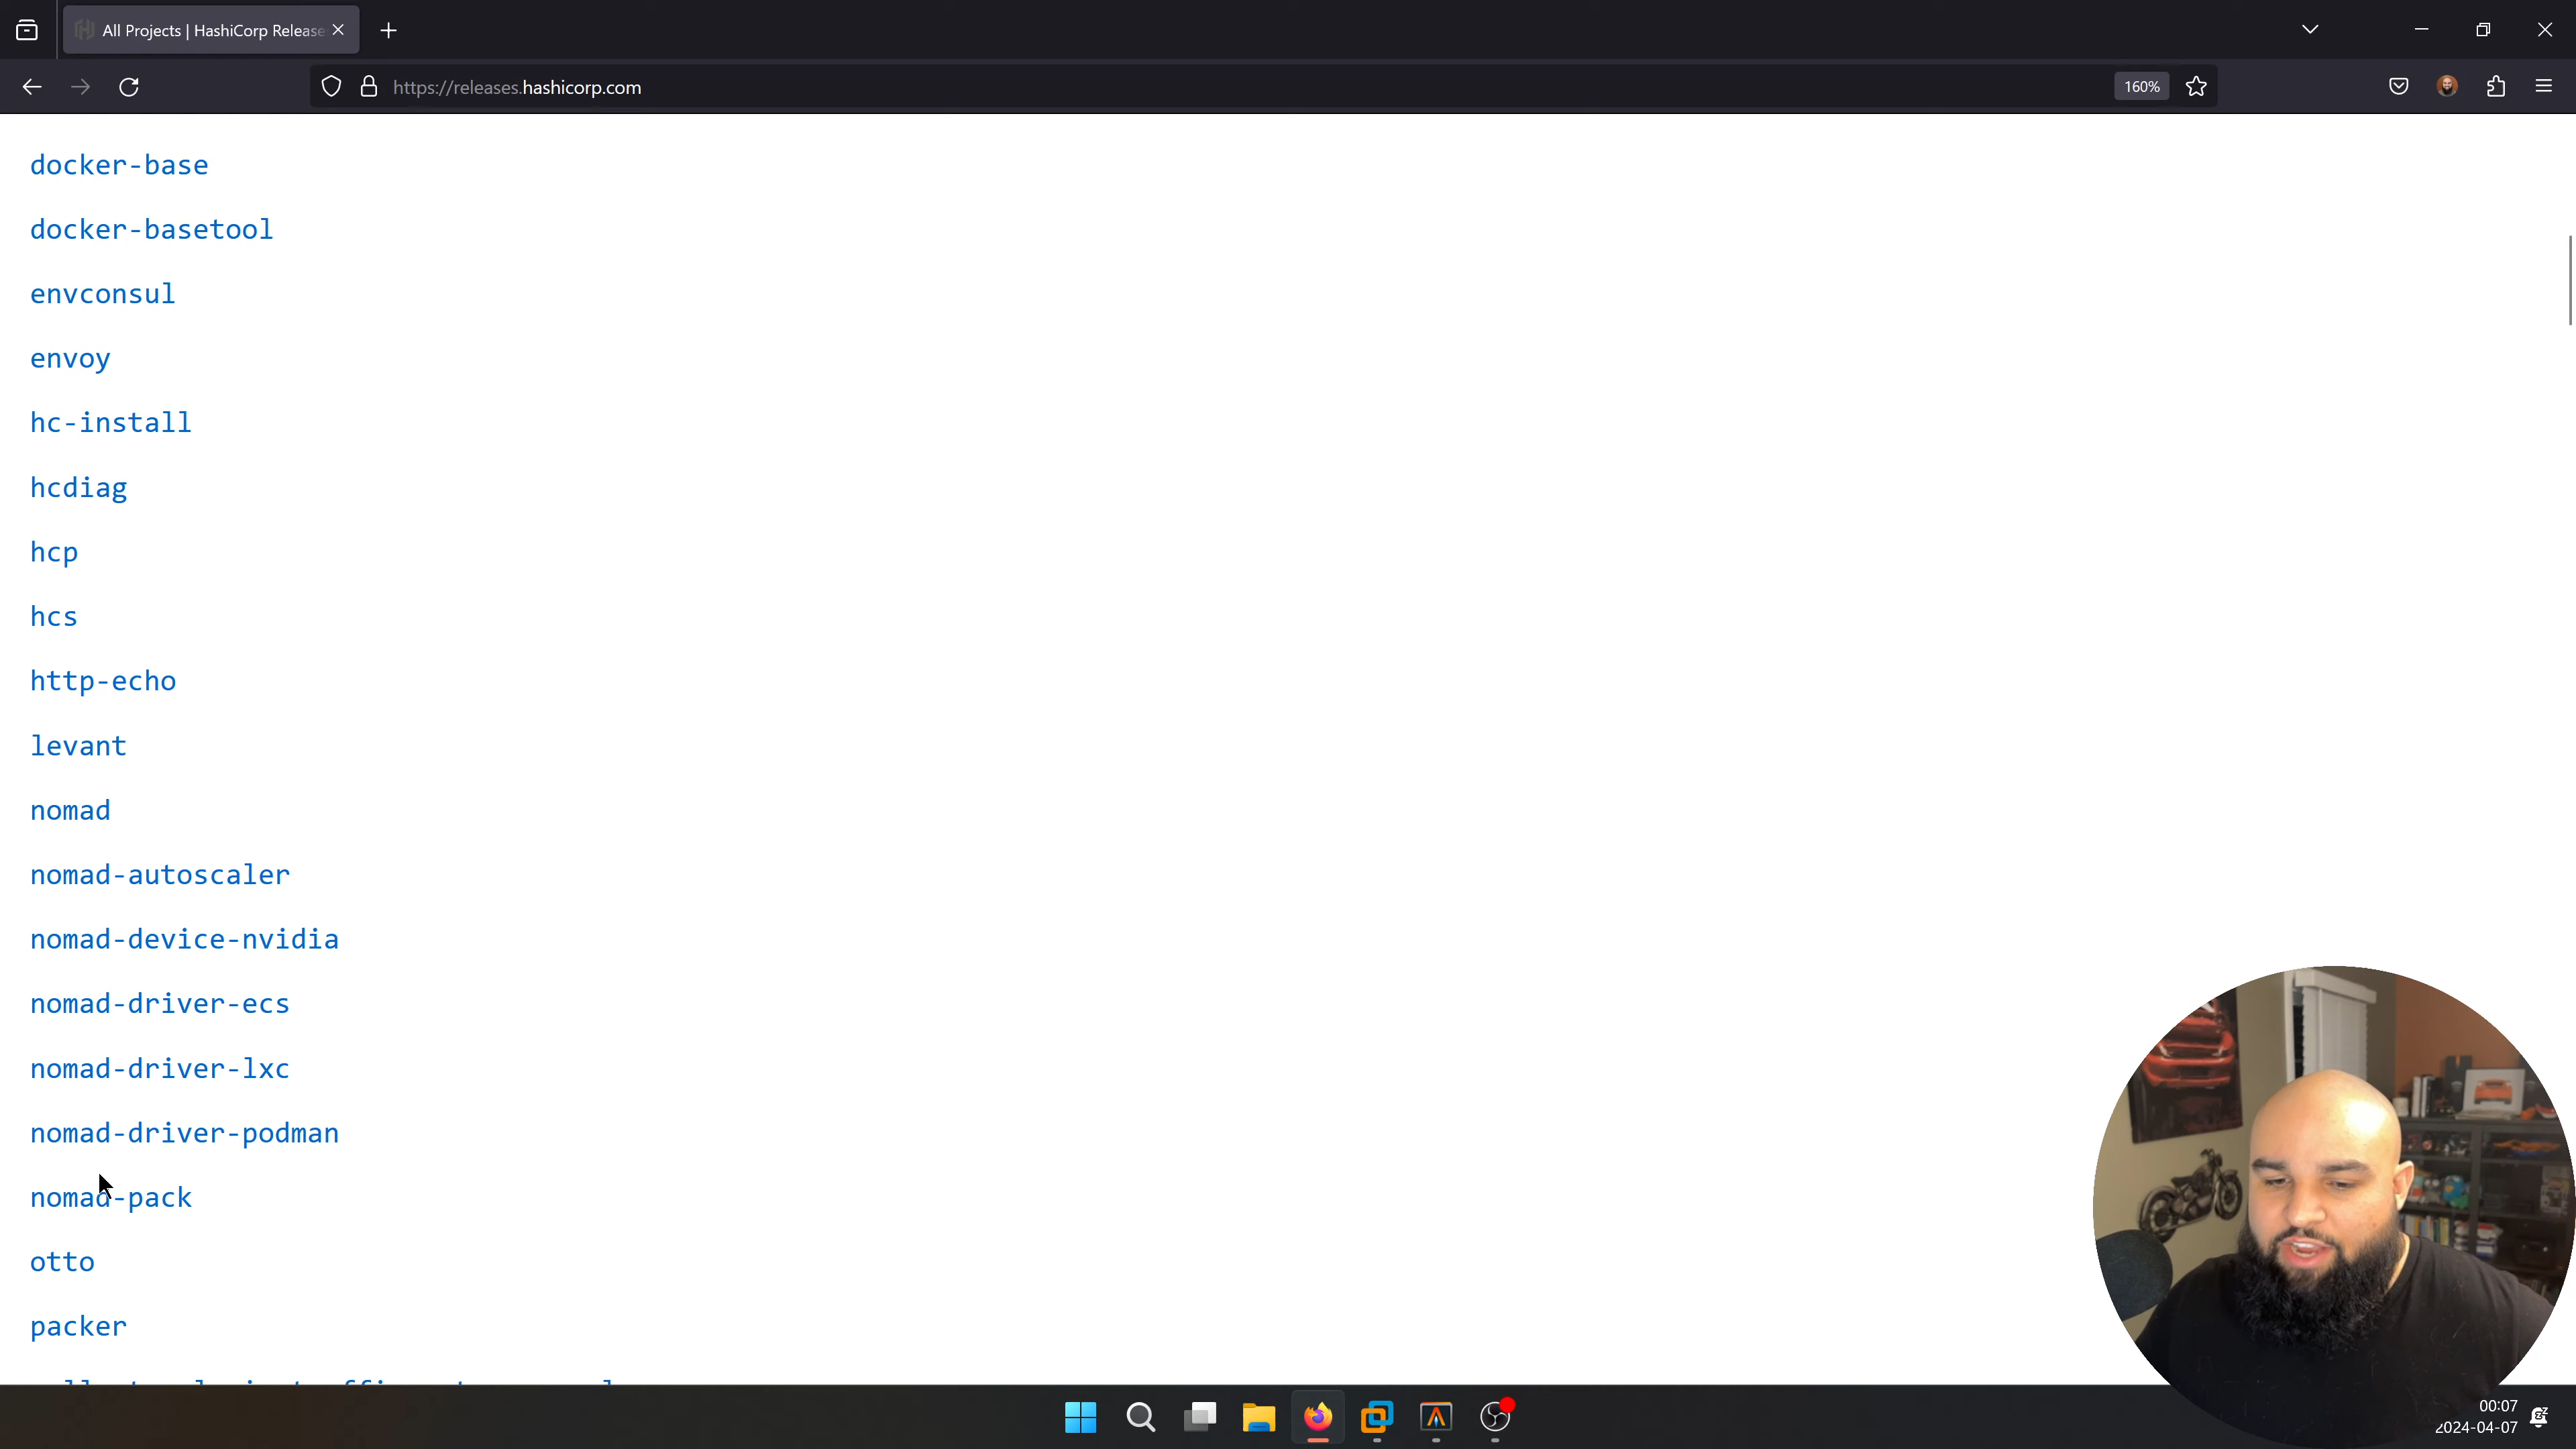 All Projects | HashiCorp Release
https://releases.hashicorp.com
160%
docker-base
docker-basetool
envconsul
envoy
hc-install
hcdiag
hcp
hcs
http-echo
levant
nomad
nomad-autoscaler
nomad-device-nvidia
nomad-driver-ecs
nomad-driver-lxc
nomad-driver-podman
nomad-pack
otto
packer
00:07
2024-04-07